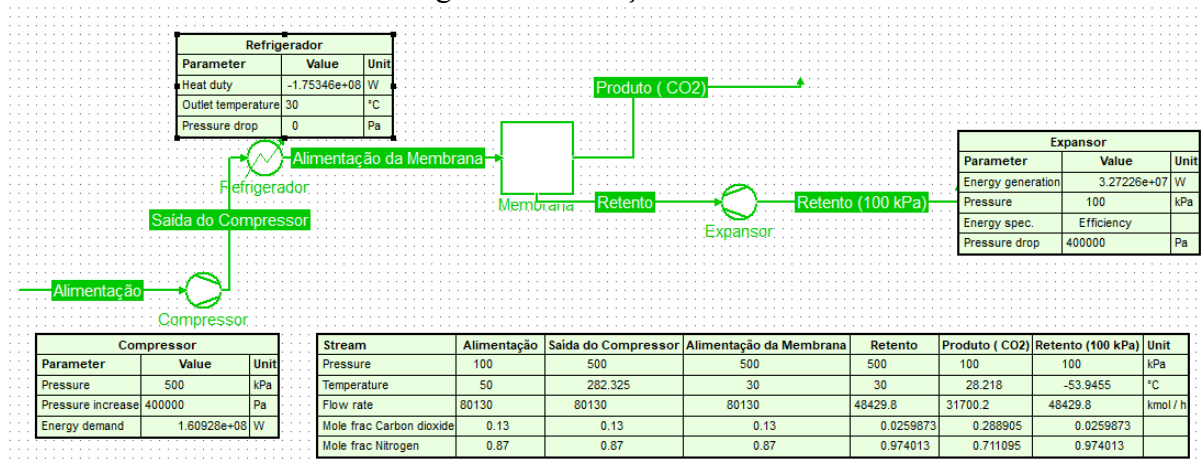 Refrigerador
Parameter Value Unit
Heat duty -1.75346e+08 W
Outlet temperature 30 °C
Pressure drop 0 Pa
Produto ( CO2)
Alimentação da Membrana
Refrigerador
Membrana
Retento
Expansor
Retento (100 kPa)
Expansor
Parameter Value Unit
Energy generation 3.27226e+07 W
Pressure 100 kPa
Energy spec. Efficiency
Pressure drop 400000 Pa
Saída do Compressor
Alimentação
Compressor
Compressor
Parameter Value Unit
Pressure 500 kPa
Pressure increase 400000 Pa
Energy demand 1.60928e+08 W
Stream Alimentação Saída do Compressor Alimentação da Membrana Retento Produto ( CO2) Retento (100 kPa) Unit
Pressure 100 500 500 500 100 100 kPa
Temperature 50 282.325 30 30 28.218 -53.9455 °C
Flow rate 80130 80130 80130 48429.8 31700.2 48429.8 kmol / h
Mole frac Carbon dioxide 0.13 0.13 0.13 0.0259873 0.288905 0.0259873
Mole frac Nitrogen 0.87 0.87 0.87 0.974013 0.711095 0.974013